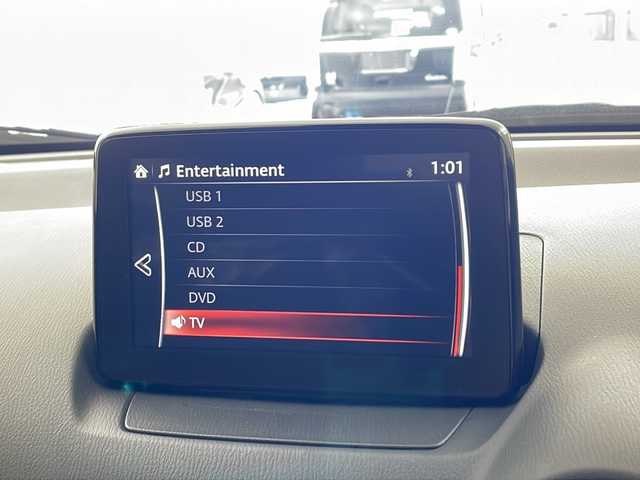 Entertainment 1:01
USB 1
USB 2
CD
AUX
DVD
TV